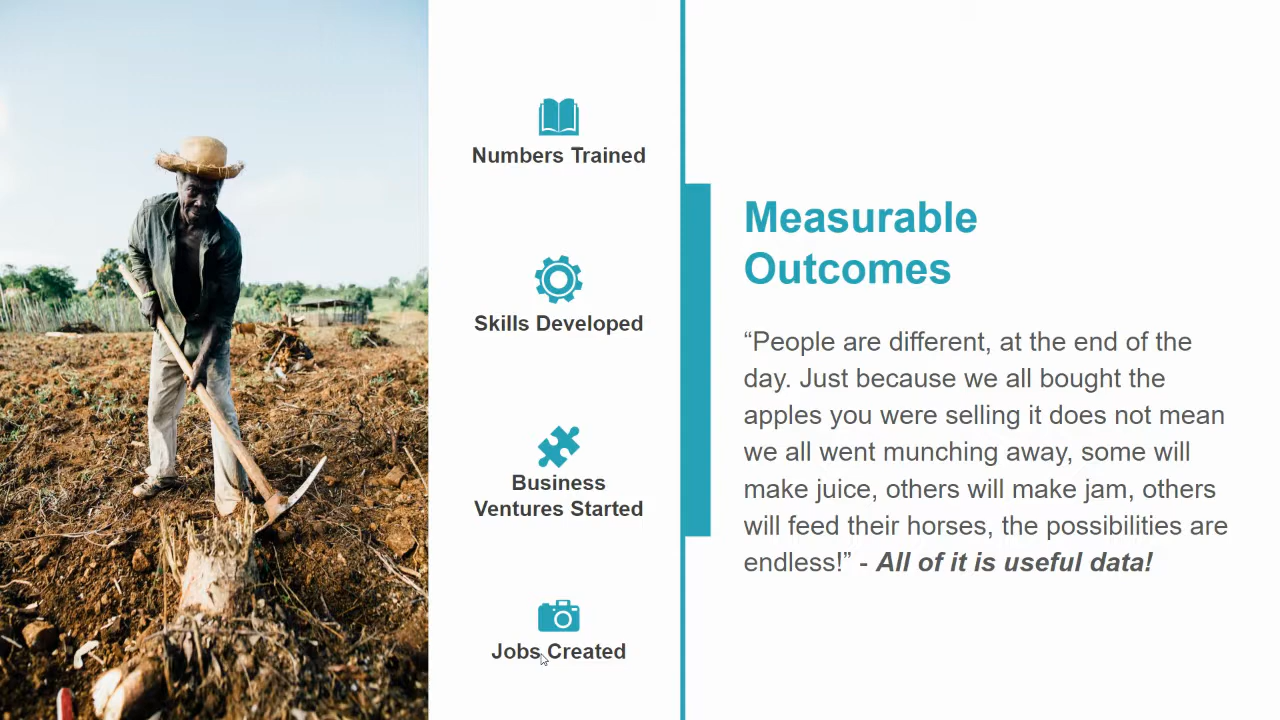 Numbers Trained
Skills Developed
Business
Ventures Started
Jobs Created
Measurable
Outcomes
“People are different, at the end of the
day. Just because we all bought the
apples you were selling it does not mean
we all went munching away, some will
make juice, others will make jam, others
will feed their horses, the possibilities are
endless!” - All of it is useful data!